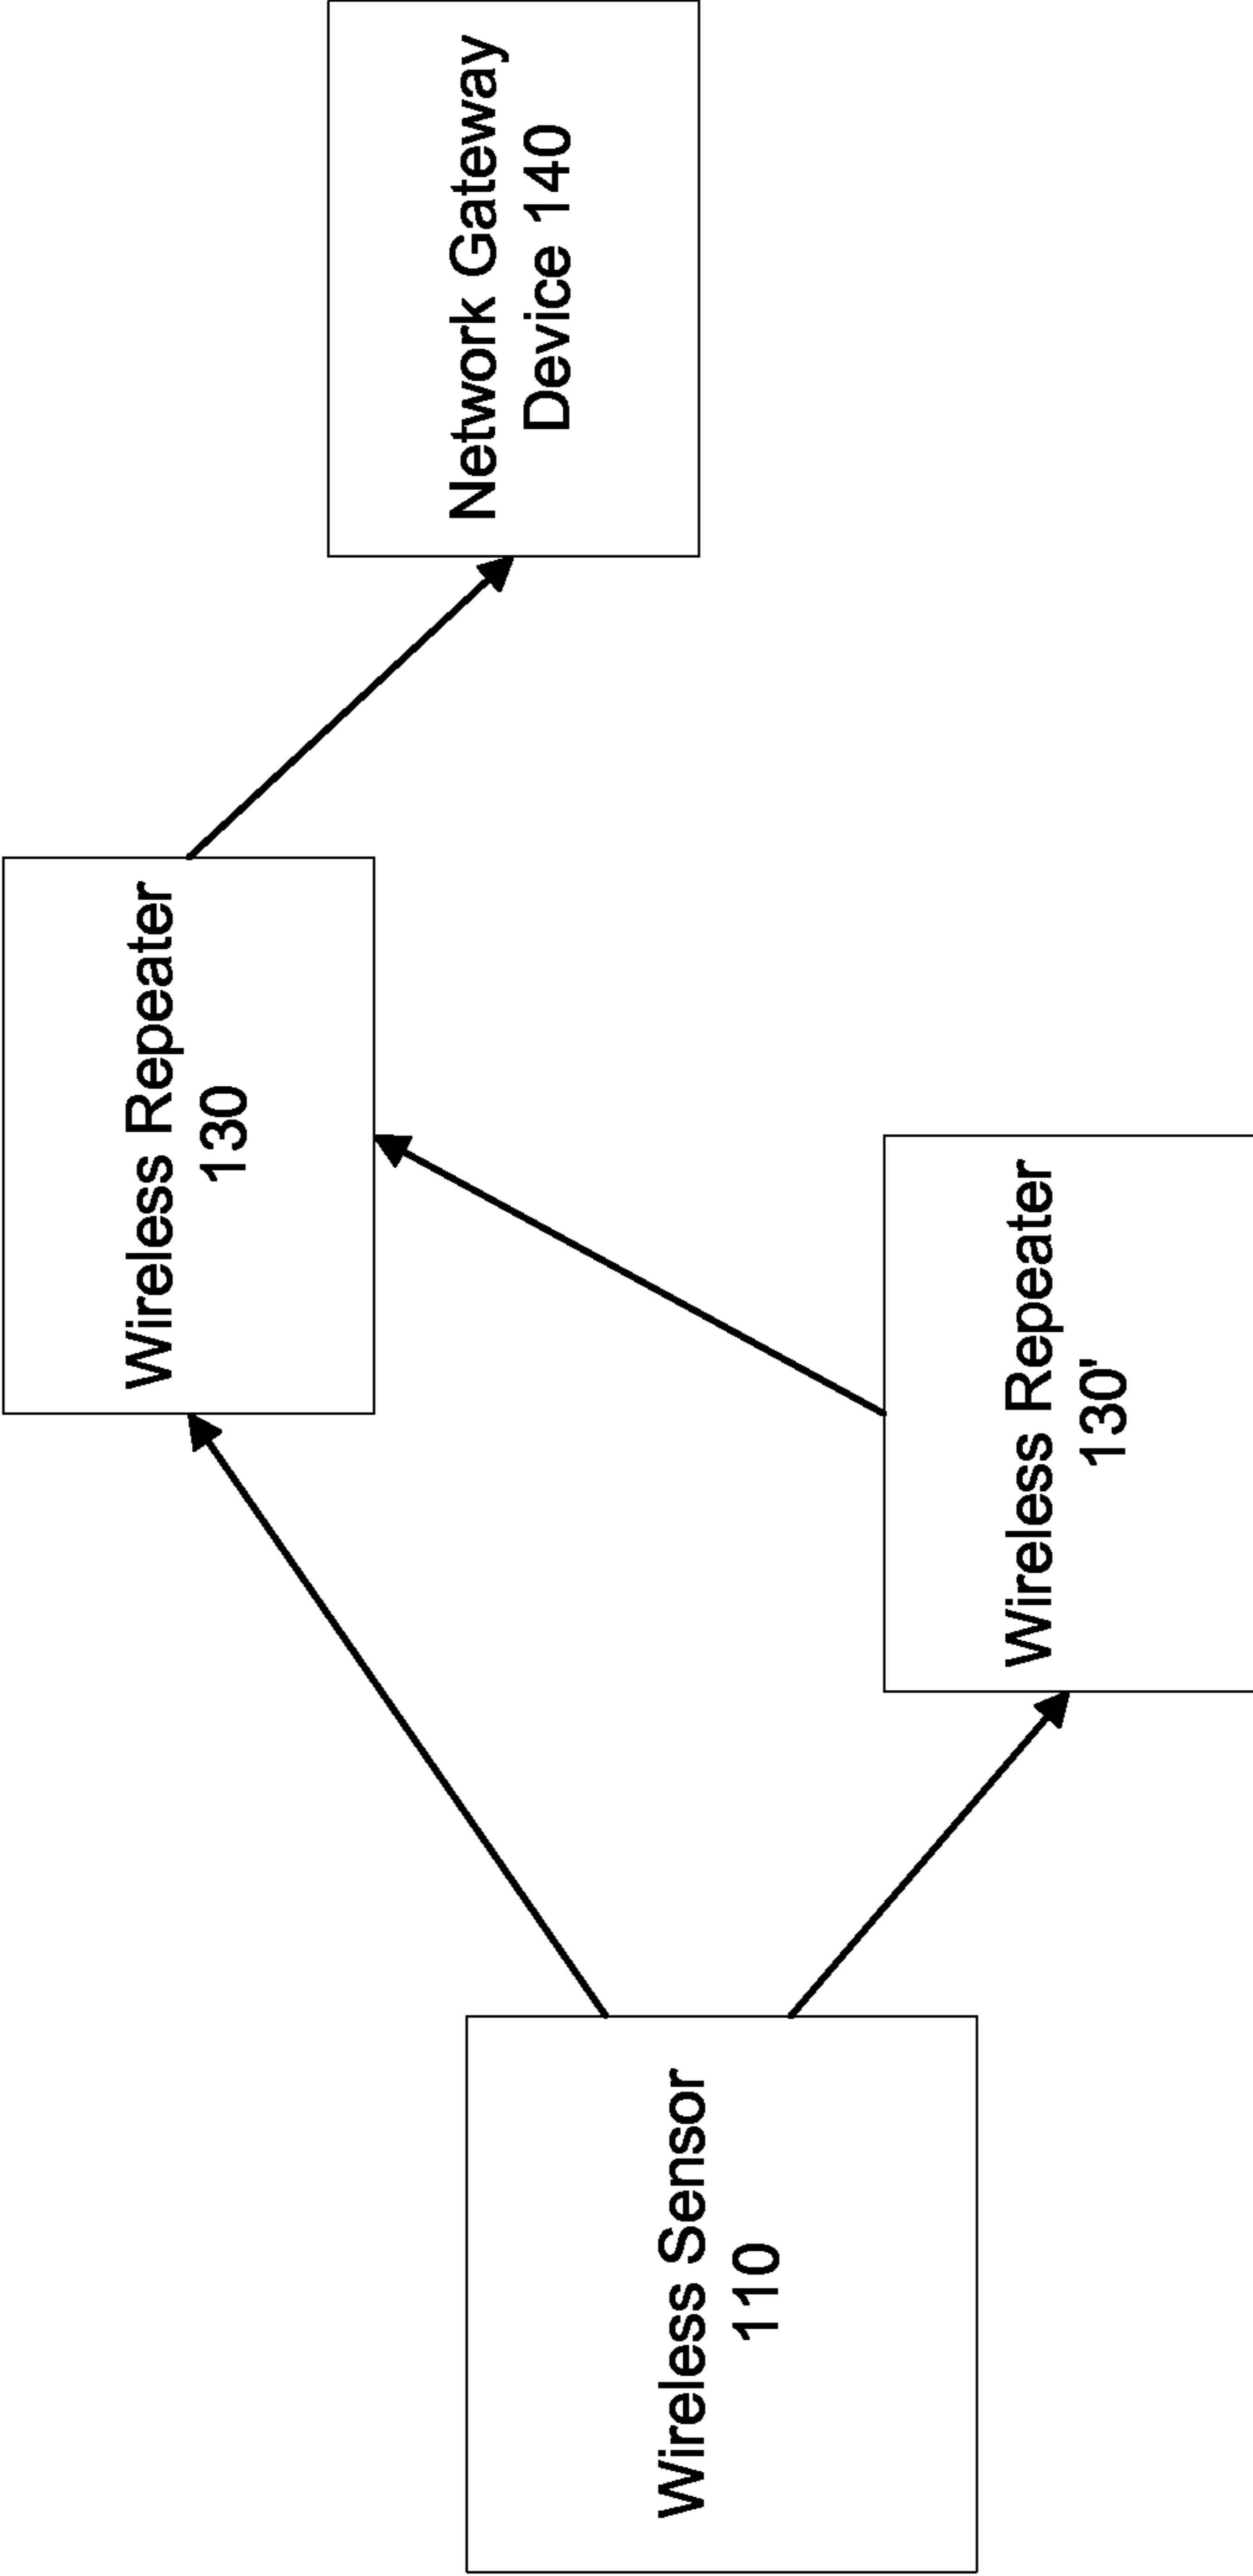 Wireless Repeater
130
Network Gateway
Device 140
Wireless Sensor
110
Wireless Repeater
130'